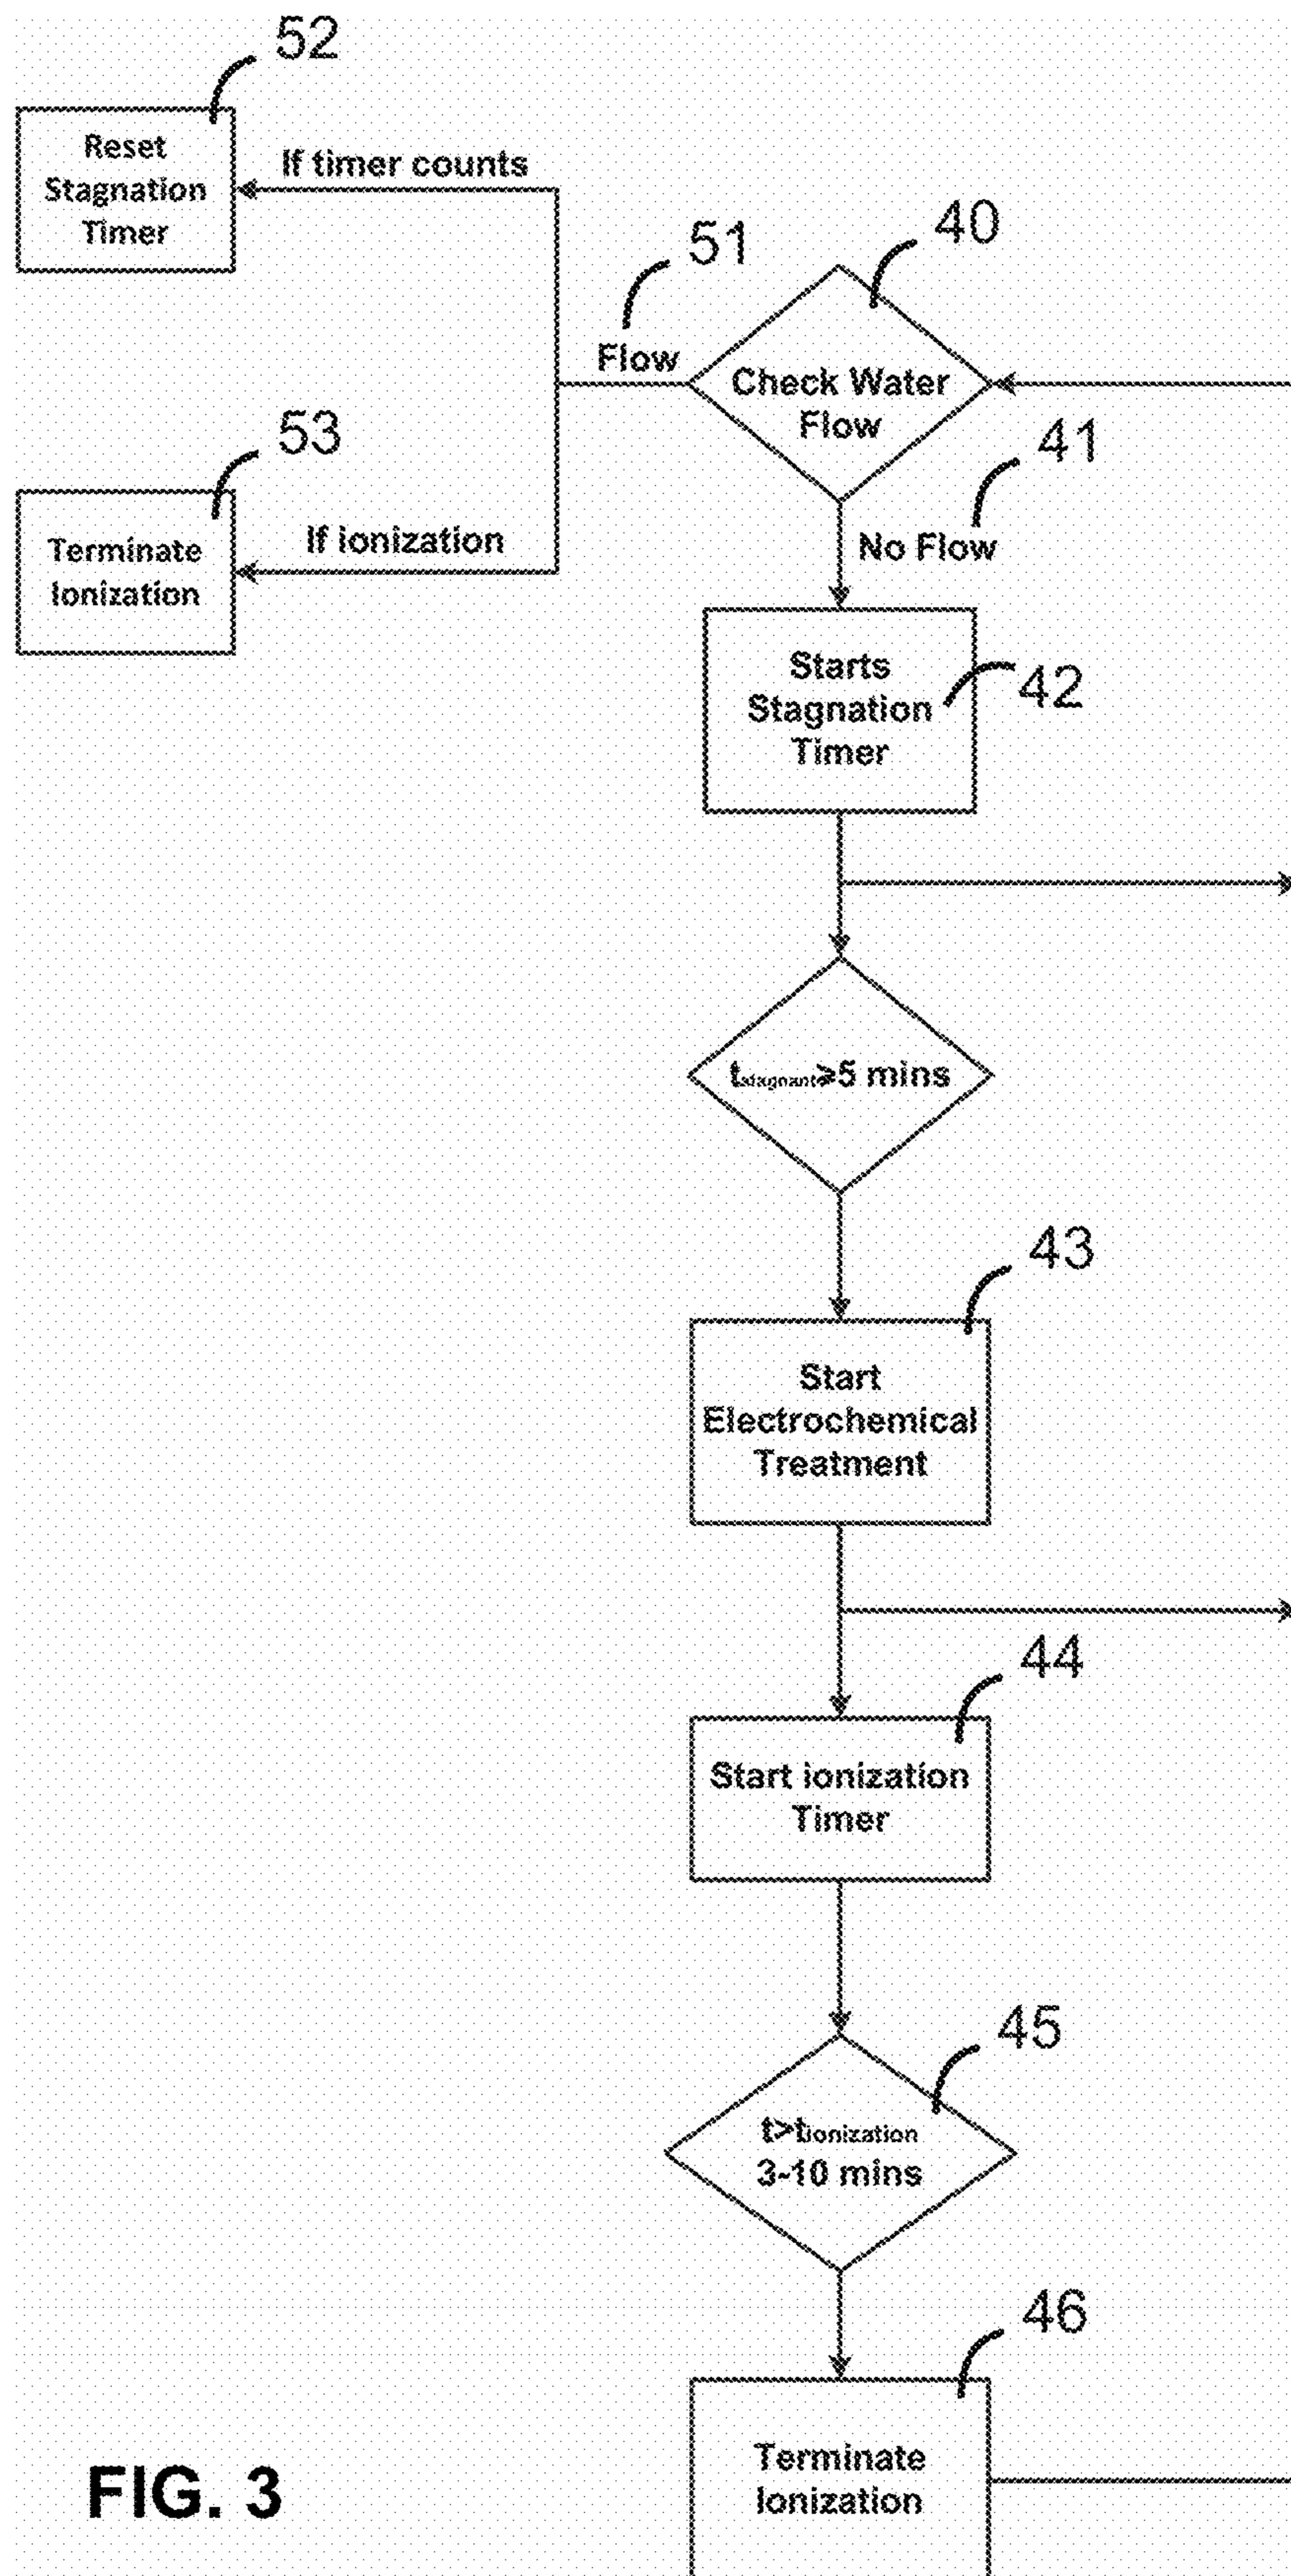 52
Reset
Stagnation
Timer
If timer counts
51
40
Flow
Check Water
Flow
53
Terminate
Ionization
If ionization
41
No Flow
Starts
Stagnation
Timer
42
tstagnant>5 mins
43
Start
Electrochemical
Treatment
44
Start ionization
Timer
45
t>tionization
3-10 mins
46
Terminate
Ionization
FIG. 3